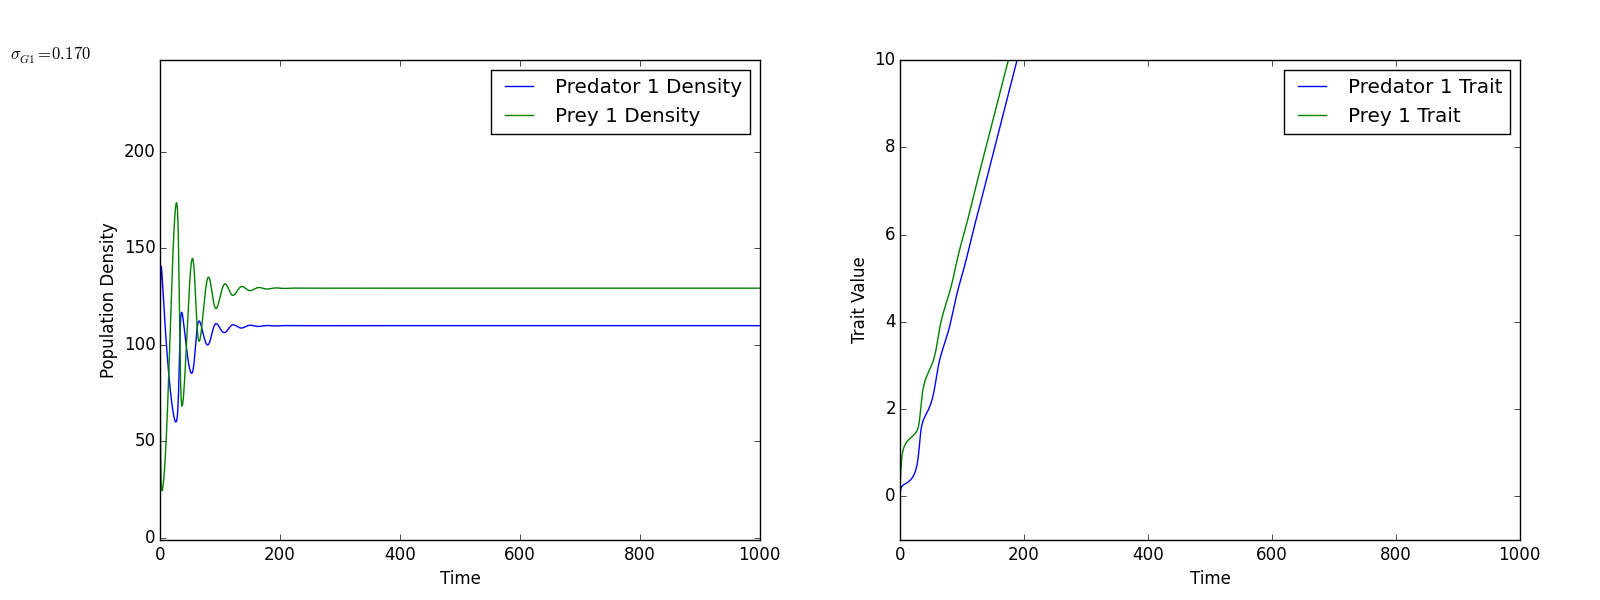 σG1=0.170
Predator 1 Density
Prey 1 Density
200
150
100
50
0
Population Density
0 200 400 600 800 1000
Time
Predator 1 Trait
Prey 1 Trait
10
8
6
4
2
0
Trait Value
0 200 400 600 800 1000
Time